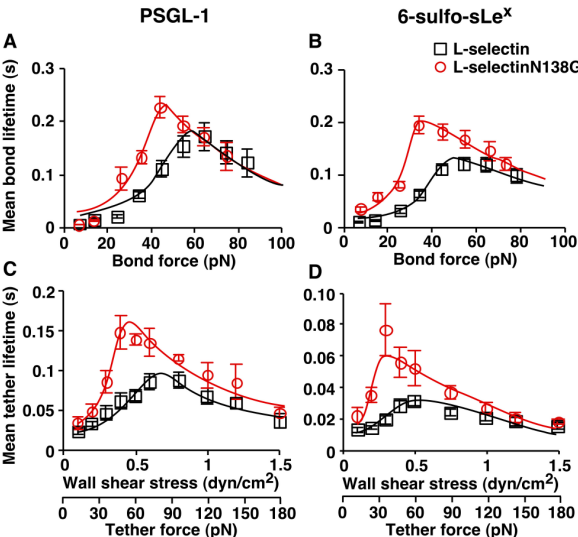 PSGL-1
6-sulfo-sLeˣ
A
B
L-selectin
L-selectinN138G
Mean bond lifetime (s)
0.3
0.2
0.1
0
0 20 40 60 80 100
Bond force (pN)
0.3
0.2
0.1
0
0 20 40 60 80 100
Bond force (pN)
C
D
Mean tether lifetime (s)
0.2
0.15
0.1
0.05
0
0 0.5 1 1.5
Wall shear stress (dyn/cm²)
0 30 60 90 120 150 180
Tether force (pN)
0.10
0.08
0.06
0.04
0.02
0
0 0.5 1 1.5
Wall shear stress (dyn/cm²)
0 30 60 90 120 150 180
Tether force (pN)